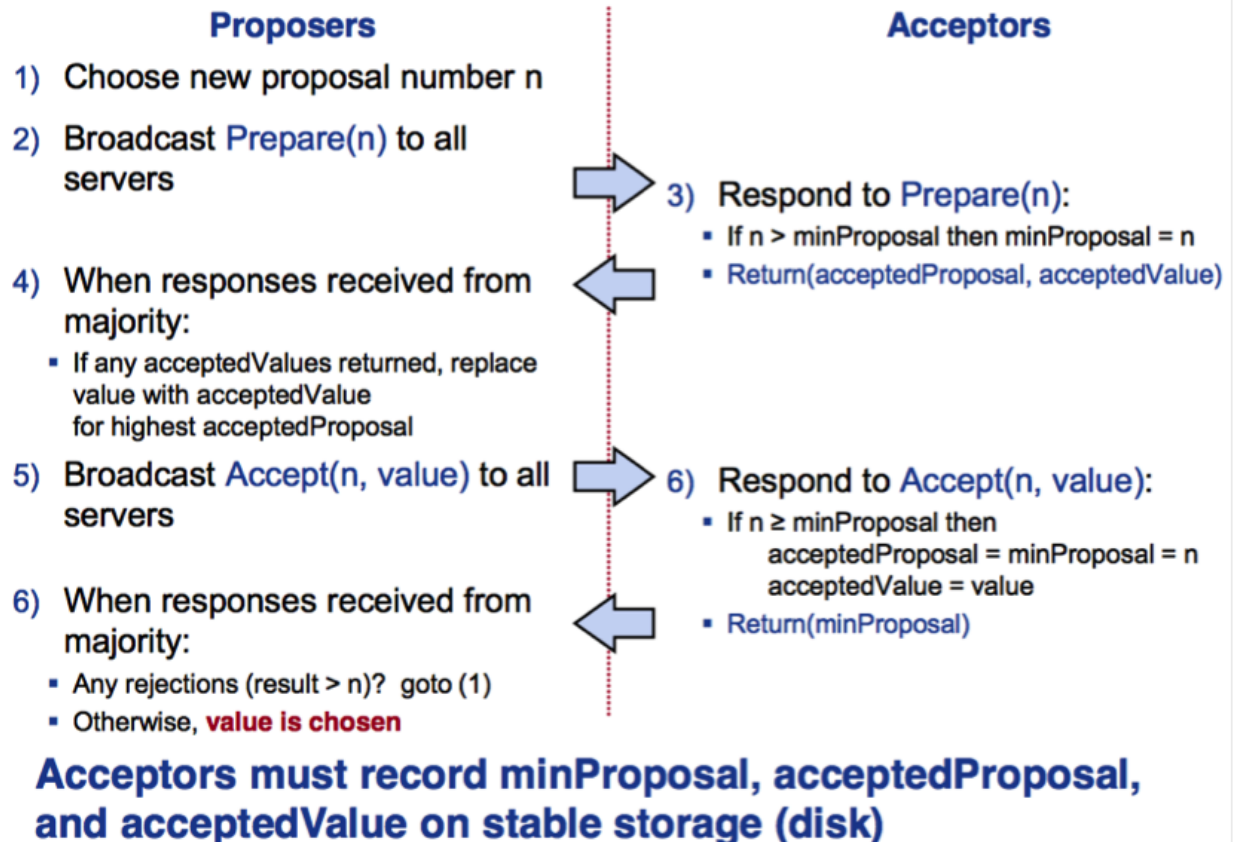 Proposers
Acceptors
1) Choose new proposal number n
2) Broadcast Prepare(n) to all
servers
3) Respond to Prepare(n):
▪ If n > minProposal then minProposal = n
▪ Return(acceptedProposal, acceptedValue)
4) When responses received from
majority:
▪ If any acceptedValues returned, replace
value with acceptedValue
for highest acceptedProposal
5) Broadcast Accept(n, value) to all
servers
6) Respond to Accept(n, value):
▪ If n ≥ minProposal then
acceptedProposal = minProposal = n
acceptedValue = value
▪ Return(minProposal)
6) When responses received from
majority:
▪ Any rejections (result > n)? goto (1)
▪ Otherwise, value is chosen
Acceptors must record minProposal, acceptedProposal,
and acceptedValue on stable storage (disk)